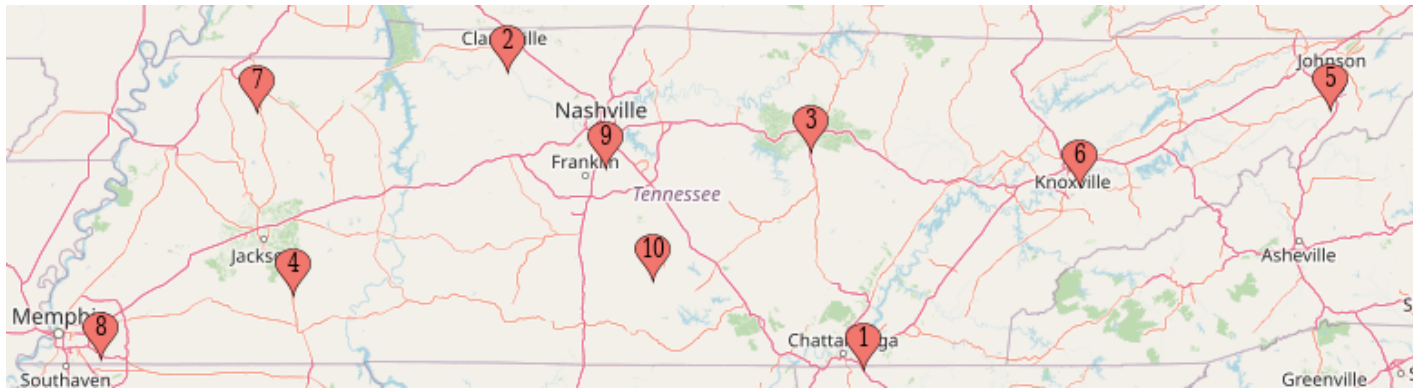 2
Clarksville
Johnson
7
5
Nashville
3
9
Franklin
6
Knoxville
Tennessee
10
Jackson
Asheville
4
Memphis
8
1
Chattanooga
Southaven
Greenville
S
S